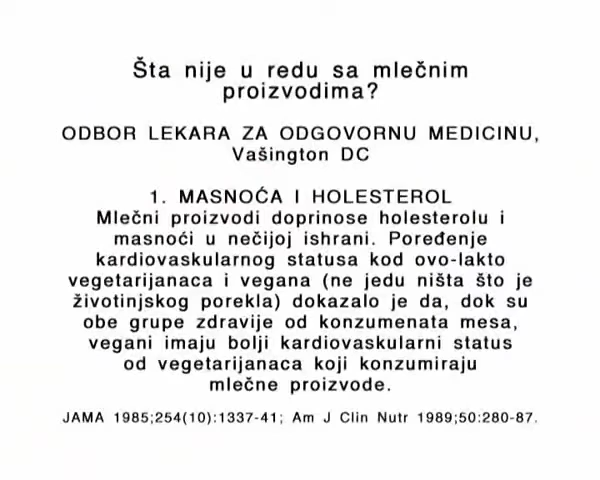 Šta nije u redu sa mlečnim
proizvodima?
ODBOR LEKARA ZA ODGOVORNU MEDICINU,
Vašington DC
1. MASNOĆA I HOLESTEROL
Mlečni proizvodi doprinose holesterolu i
masnoći u nečijoj ishrani. Poređenje
kardiovaskularnog statusa kod ovo-lakto
vegetarijanaca i vegana (ne jedu ništa što je
životinjskog porekla) dokazalo je da, dok su
obe grupe zdravije od konzumenata mesa,
vegani imaju bolji kardiovaskularni status
od vegetarijanaca koji konzumiraju
mlečne proizvode.
JAMA 1985;254(10):1337-41; Am J Clin Nutr 1989;50:280-87.